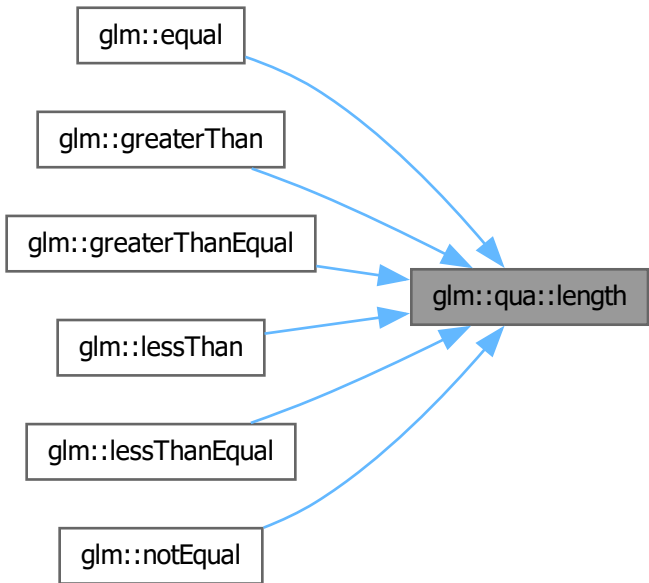 glm::equal
glm::greaterThan
glm::greaterThanEqual
glm::qua::length
glm::lessThan
glm::lessThanEqual
glm::notEqual